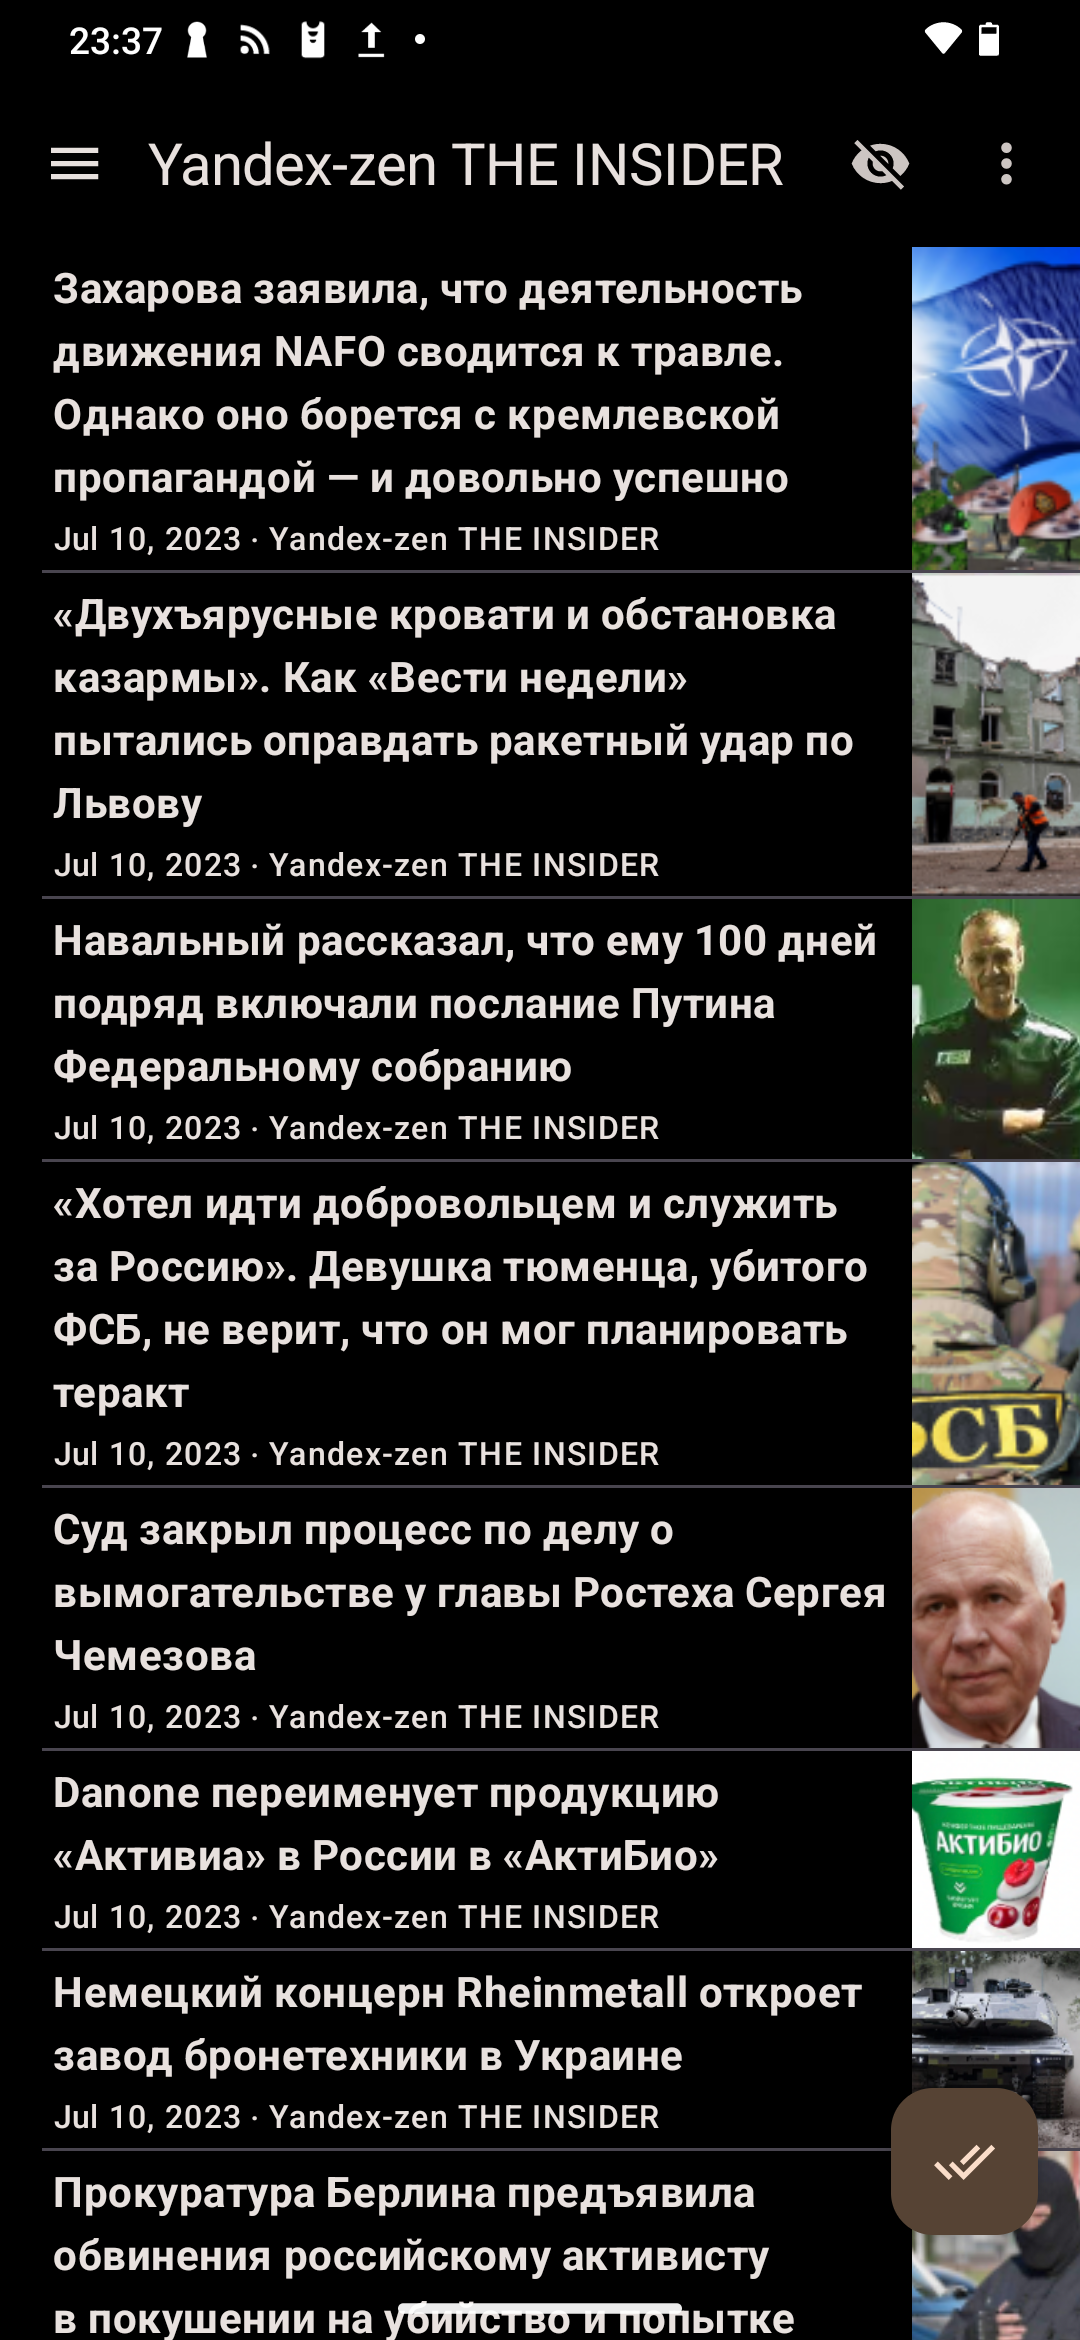 23:37
Yandex-zen THE INSIDER
Захарова заявила, что деятельность
движения NAFO сводится к травле.
Однако оно борется с кремлевской
пропагандой — и довольно успешно
Jul 10, 2023 · Yandex-zen THE INSIDER
«Двухъярусные кровати и обстановка
казармы». Как «Вести недели»
пытались оправдать ракетный удар по
Львову
Jul 10, 2023 · Yandex-zen THE INSIDER
Навальный рассказал, что ему 100 дней
подряд включали послание Путина
Федеральному собранию
Jul 10, 2023 · Yandex-zen THE INSIDER
«Хотел идти добровольцем и служить
за Россию». Девушка тюменца, убитого
ФСБ, не верит, что он мог планировать
теракт
Jul 10, 2023 · Yandex-zen THE INSIDER
ФСБ
Суд закрыл процесс по делу о
вымогательстве у главы Ростеха Сергея
Чемезова
Jul 10, 2023 · Yandex-zen THE INSIDER
Danone переименует продукцию
«Активиа» в России в «АктиБио»
Jul 10, 2023 · Yandex-zen THE INSIDER
АКТИБИО
Немецкий концерн Rheinmetall откроет
завод бронетехники в Украине
Jul 10, 2023 · Yandex-zen THE INSIDER
Прокуратура Берлина предъявила
обвинения российскому активисту
в покушении на убийство и попытке